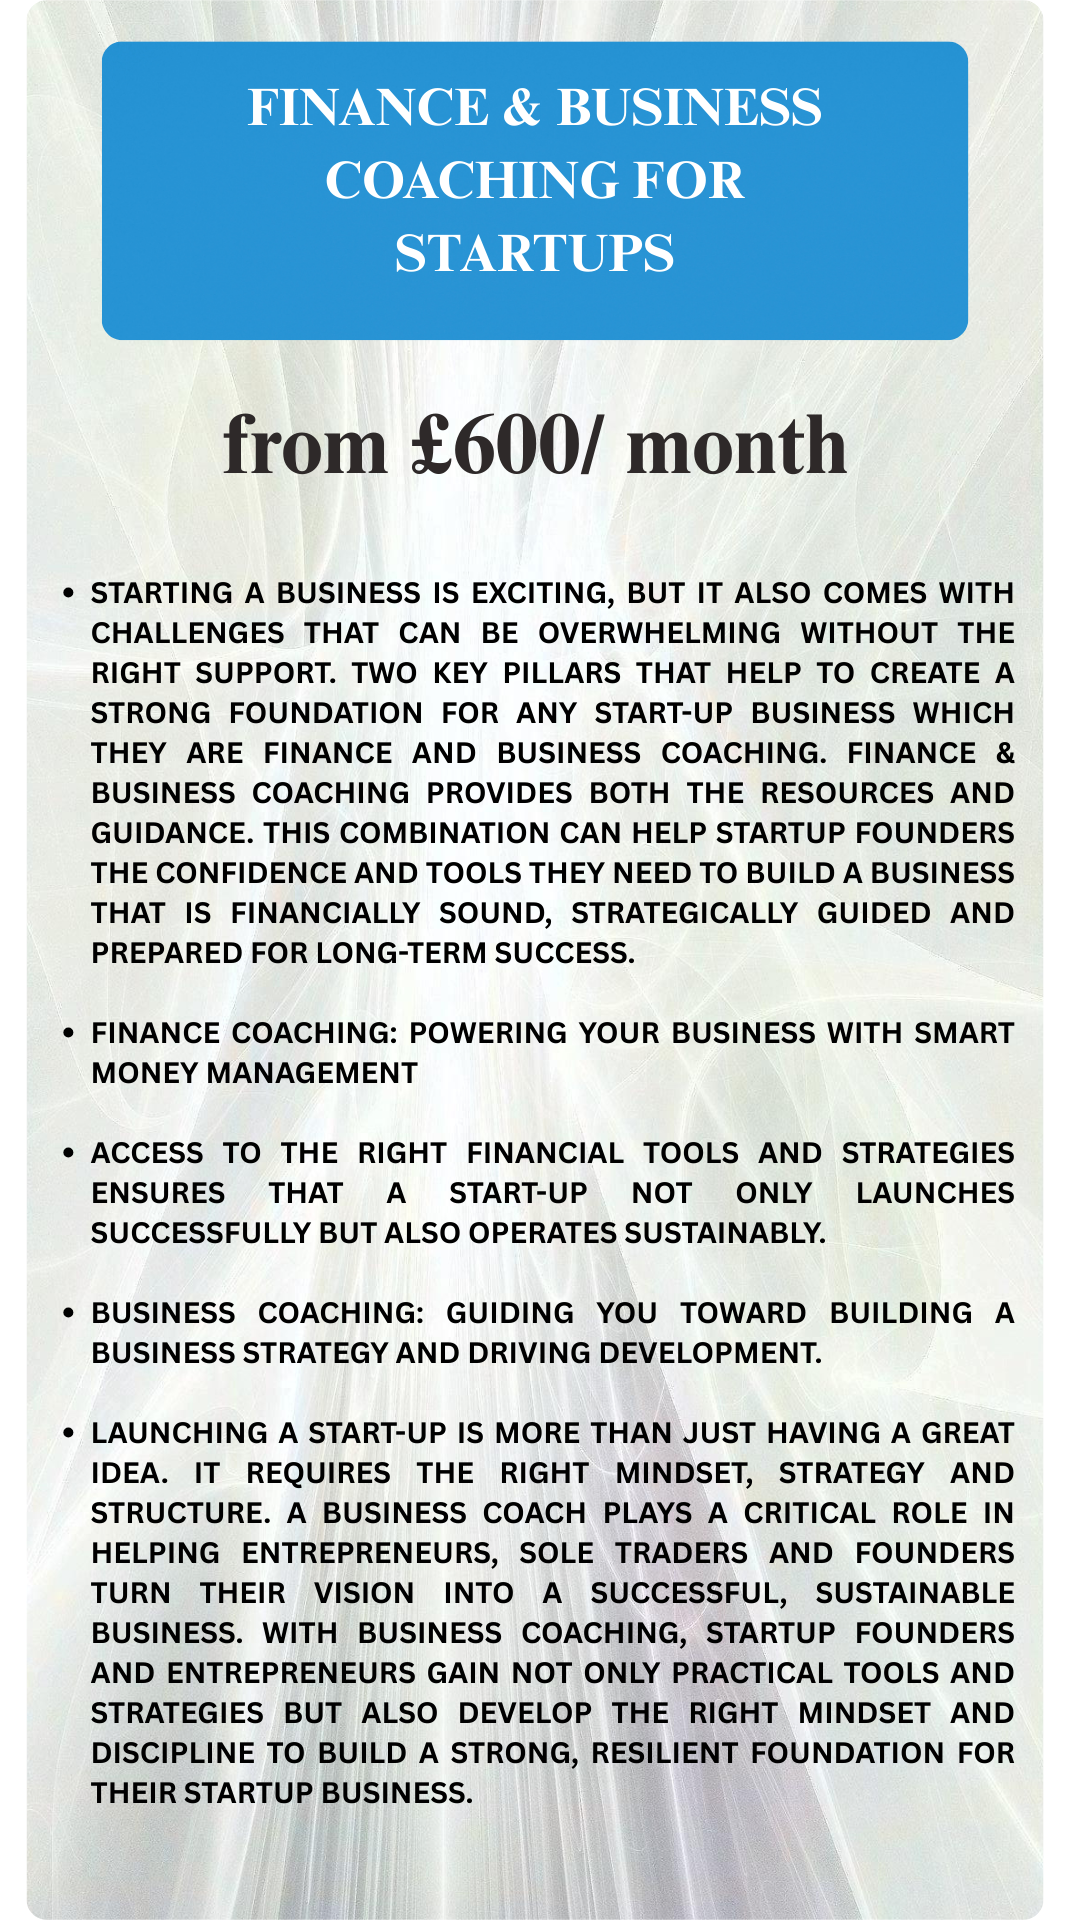 FINANCE & BUSINESS
COACHING FOR
STARTUPS
from £600/ month
• STARTING A BUSINESS IS EXCITING, BUT IT ALSO COMES WITH
CHALLENGES THAT CAN BE OVERWHELMING WITHOUT THE
RIGHT SUPPORT. TWO KEY PILLARS THAT HELP TO CREATE A
STRONG FOUNDATION FOR ANY START-UP BUSINESS WHICH
THEY ARE FINANCE AND BUSINESS COACHING. FINANCE &
BUSINESS COACHING PROVIDES BOTH THE RESOURCES AND
GUIDANCE. THIS COMBINATION CAN HELP STARTUP FOUNDERS
THE CONFIDENCE AND TOOLS THEY NEED TO BUILD A BUSINESS
THAT IS FINANCIALLY SOUND, STRATEGICALLY GUIDED AND
PREPARED FOR LONG-TERM SUCCESS.
• FINANCE COACHING: POWERING YOUR BUSINESS WITH SMART
MONEY MANAGEMENT
• ACCESS TO THE RIGHT FINANCIAL TOOLS AND STRATEGIES
ENSURES THAT A START-UP NOT ONLY LAUNCHES
SUCCESSFULLY BUT ALSO OPERATES SUSTAINABLY.
• BUSINESS COACHING: GUIDING YOU TOWARD BUILDING A
BUSINESS STRATEGY AND DRIVING DEVELOPMENT.
• LAUNCHING A START-UP IS MORE THAN JUST HAVING A GREAT
IDEA. IT REQUIRES THE RIGHT MINDSET, STRATEGY AND
STRUCTURE. A BUSINESS COACH PLAYS A CRITICAL ROLE IN
HELPING ENTREPRENEURS, SOLE TRADERS AND FOUNDERS
TURN THEIR VISION INTO A SUCCESSFUL, SUSTAINABLE
BUSINESS. WITH BUSINESS COACHING, STARTUP FOUNDERS
AND ENTREPRENEURS GAIN NOT ONLY PRACTICAL TOOLS AND
STRATEGIES BUT ALSO DEVELOP THE RIGHT MINDSET AND
DISCIPLINE TO BUILD A STRONG, RESILIENT FOUNDATION FOR
THEIR STARTUP BUSINESS.